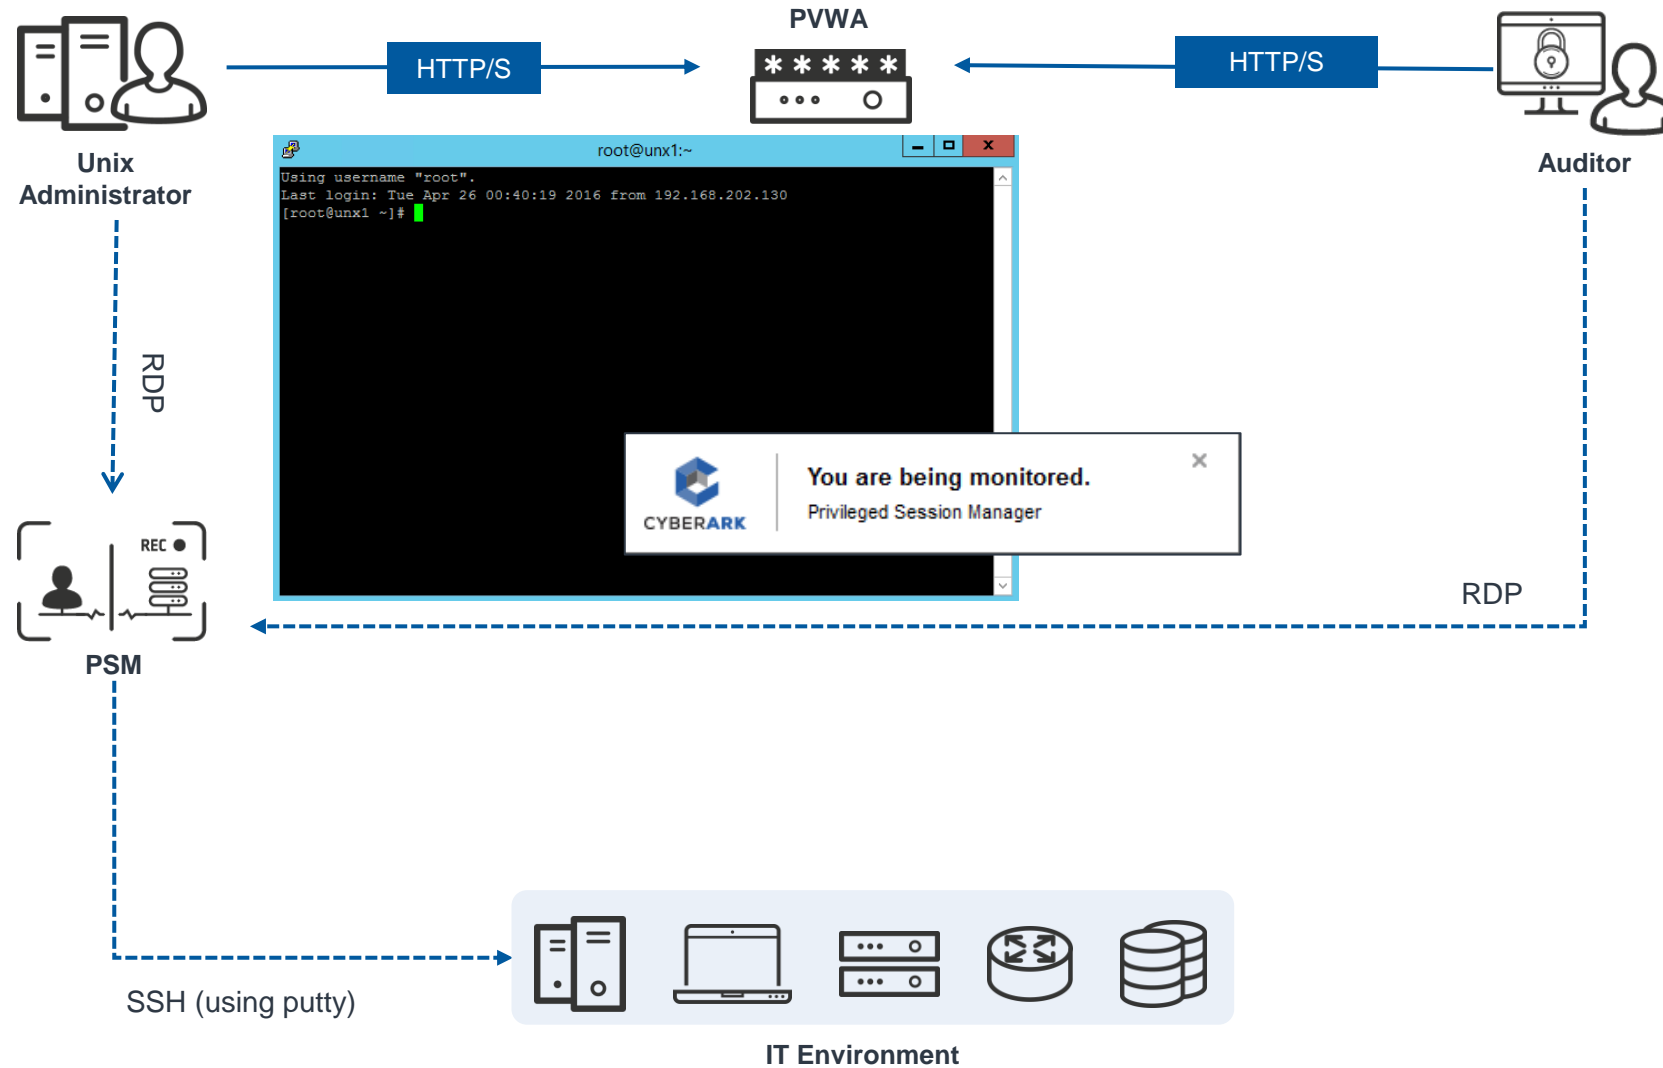 PVWA
*****
HTTP/S
HTTP/S
Unix
Administrator
Auditor
root@unx1:~
Using username "root".
Last login: Tue Apr 26 00:40:19 2016 from 192.168.202.130
[root@unx1 ~]#
RDP
You are being monitored.
Privileged Session Manager
CYBERARK
REC
RDP
PSM
SSH (using putty)
IT Environment